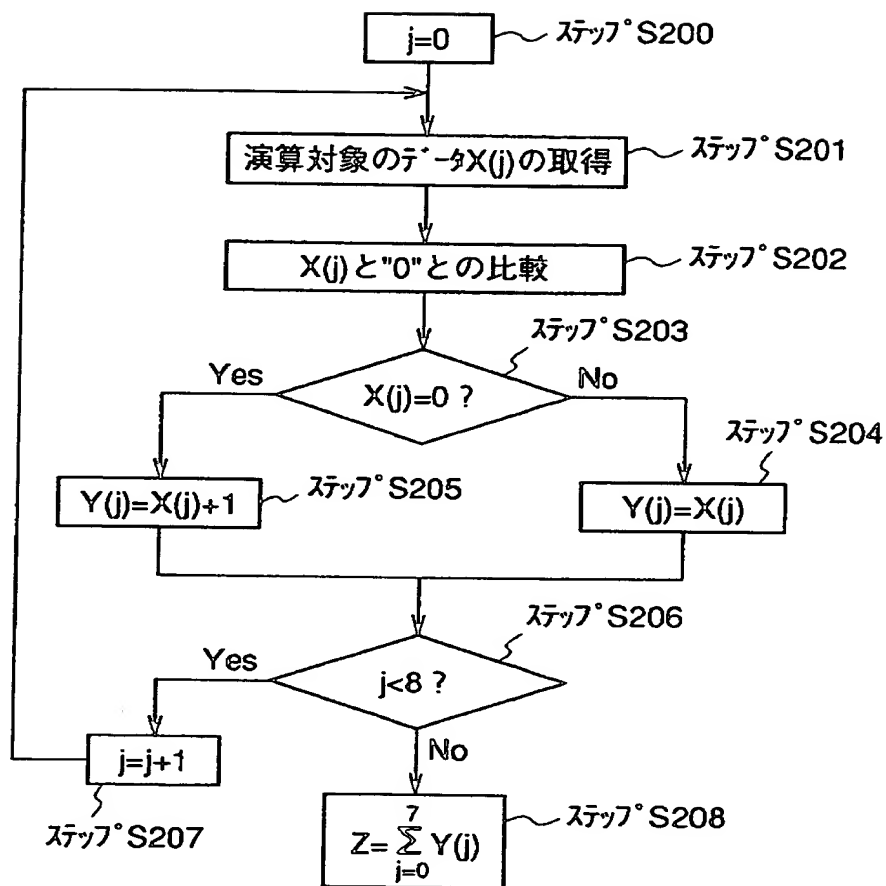 j=0
ステップS200
演算対象のデータX(j)の取得
ステップS201
X(j)と"0"との比較
ステップS202
ステップS203
X(j)=0 ?
Yes
No
ステップS204
Y(j)=X(j)+1
ステップS205
Y(j)=X(j)
ステップS206
j<8 ?
Yes
No
j=j+1
ステップS207
Z=\sum_{j=0}^{7} Y(j)
ステップS208